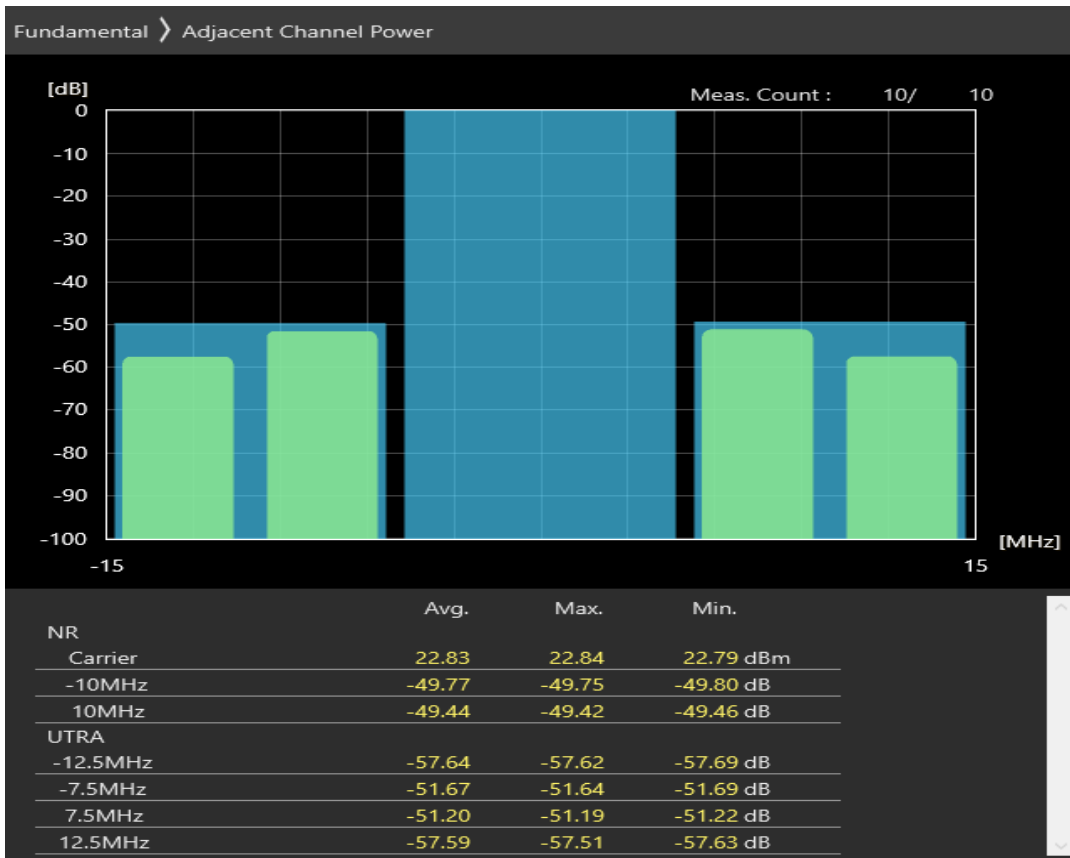 Fundamental 〉 Adjacent Channel Power
[dB]
Meas. Count : 10/ 10
0
-10
-20
-30
-40
-50
-60
-70
-80
-90
-100
[MHz]
-15 15
Avg. Max. Min.
NR
Carrier 22.83 22.84 22.79 dBm
-10MHz -49.77 -49.75 -49.80 dB
10MHz -49.44 -49.42 -49.46 dB
UTRA
-12.5MHz -57.64 -57.62 -57.69 dB
-7.5MHz -51.67 -51.64 -51.69 dB
7.5MHz -51.20 -51.19 -51.22 dB
12.5MHz -57.59 -57.51 -57.63 dB